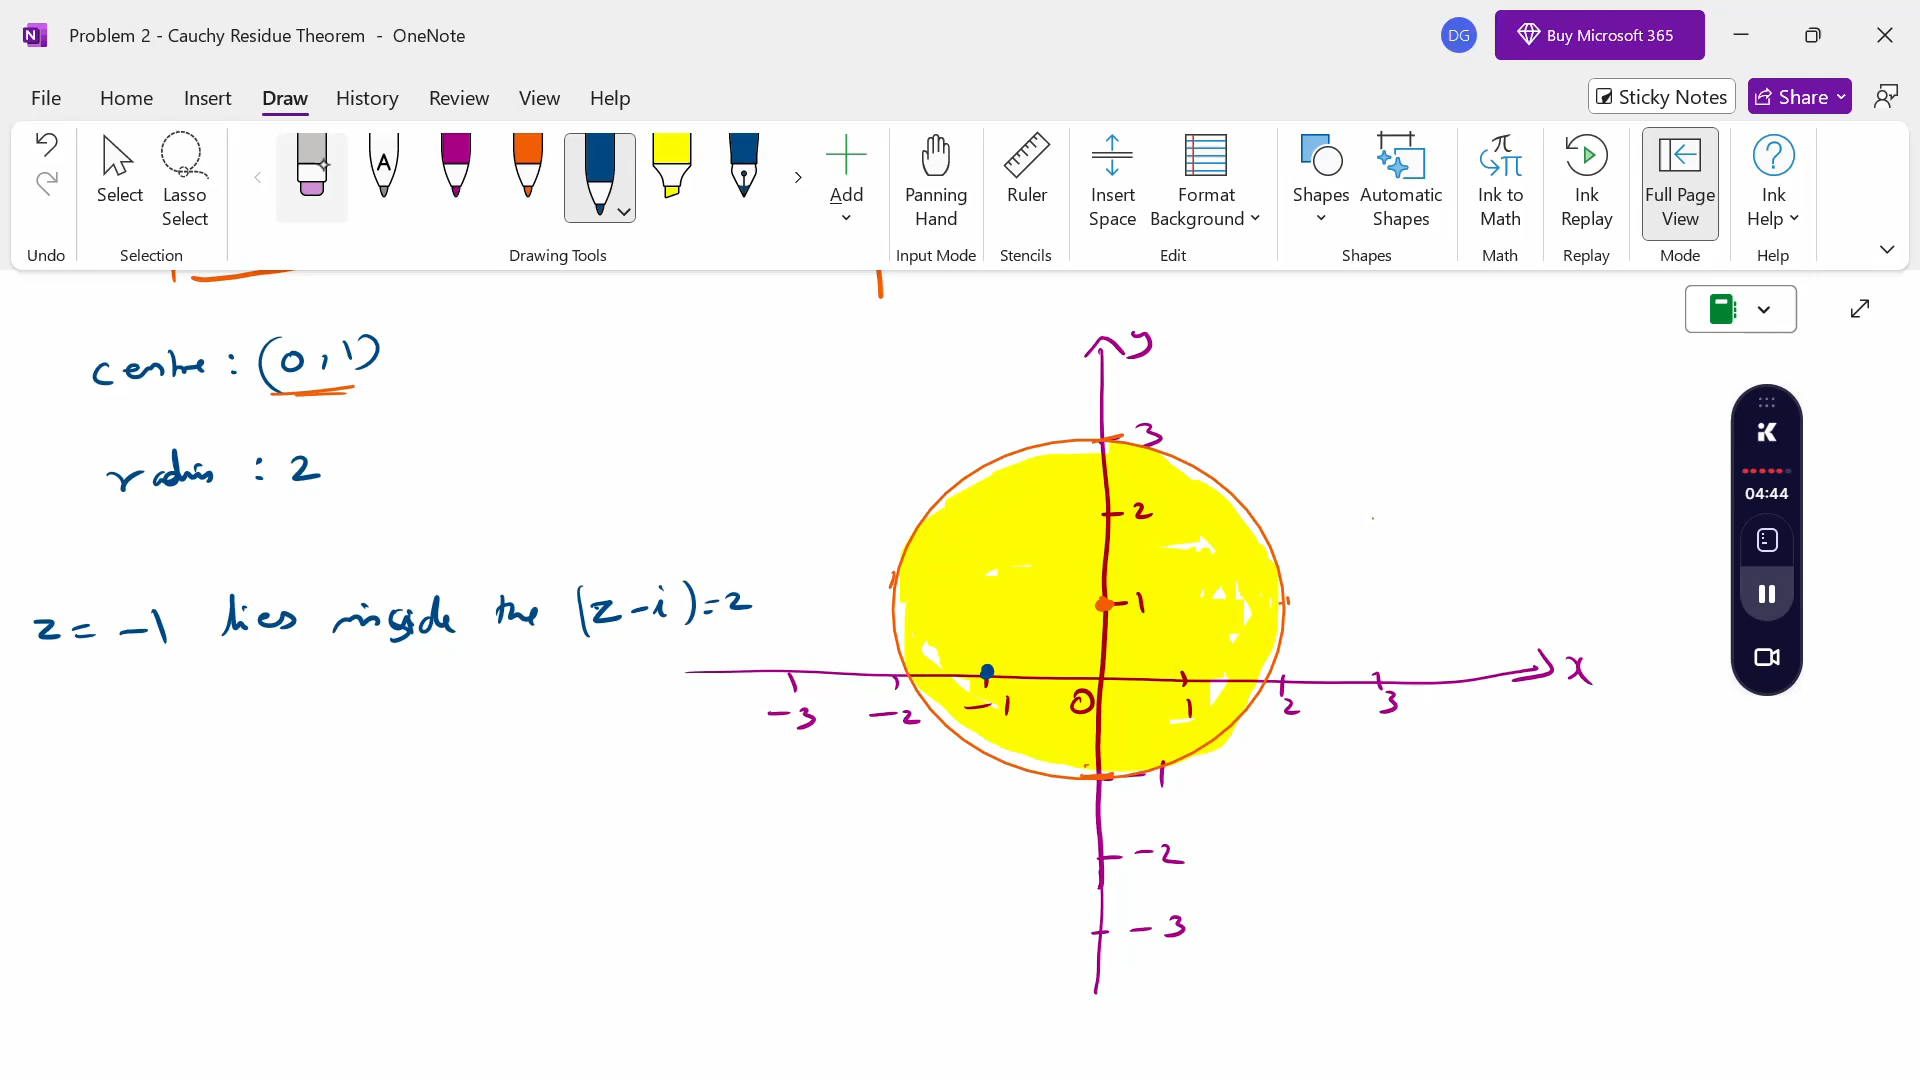 Problem 2 - Cauchy Residue Theorem - OneNote
DG
Buy Microsoft 365
File Home Insert Draw History Review View Help
Sticky Notes
Share
A
Select
Lasso Select
Add
Panning Hand
Ruler
Insert Space
Format Background
Shapes
Automatic Shapes
Ink to Math
Ink Replay
Full Page View
Ink Help
Undo Selection Drawing Tools Input Mode Stencils Edit Shapes Math Replay Mode Help
centre : (0, 1)
radius : 2
z = -1 lies inside the |z-i|=2
y
3
2
1
-3 -2 -1 0 1 2 3 x
-1
-2
-3
04:44